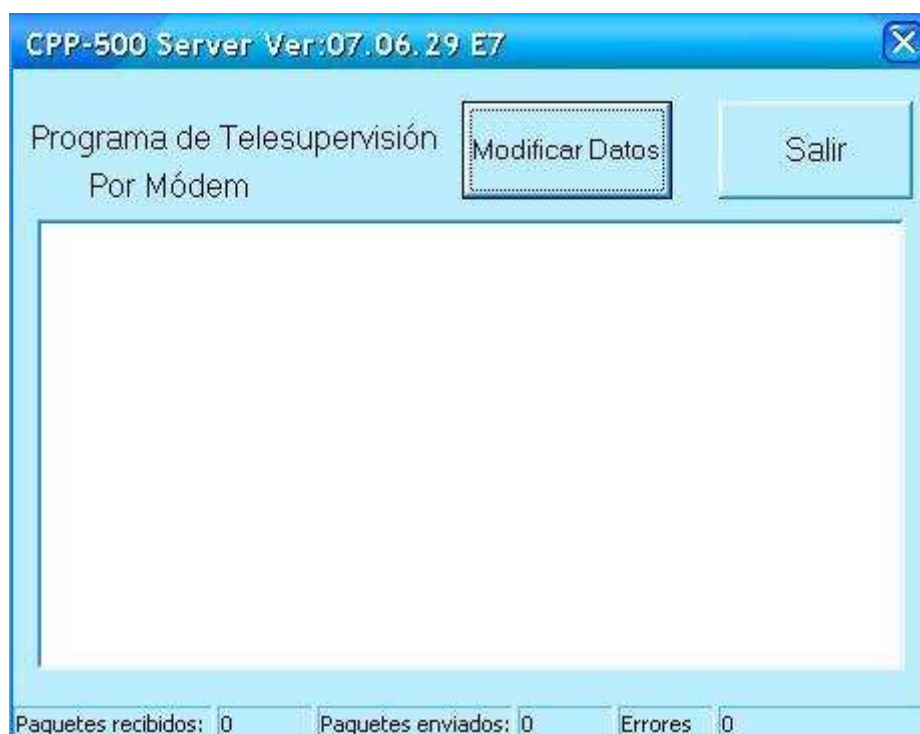 CPP-500 Server Ver:07.06.29 E7
Programa de Telesupervisión
Por Módem
Modificar Datos
Salir
Paquetes recibidos: 0 Paquetes enviados: 0 Errores 0